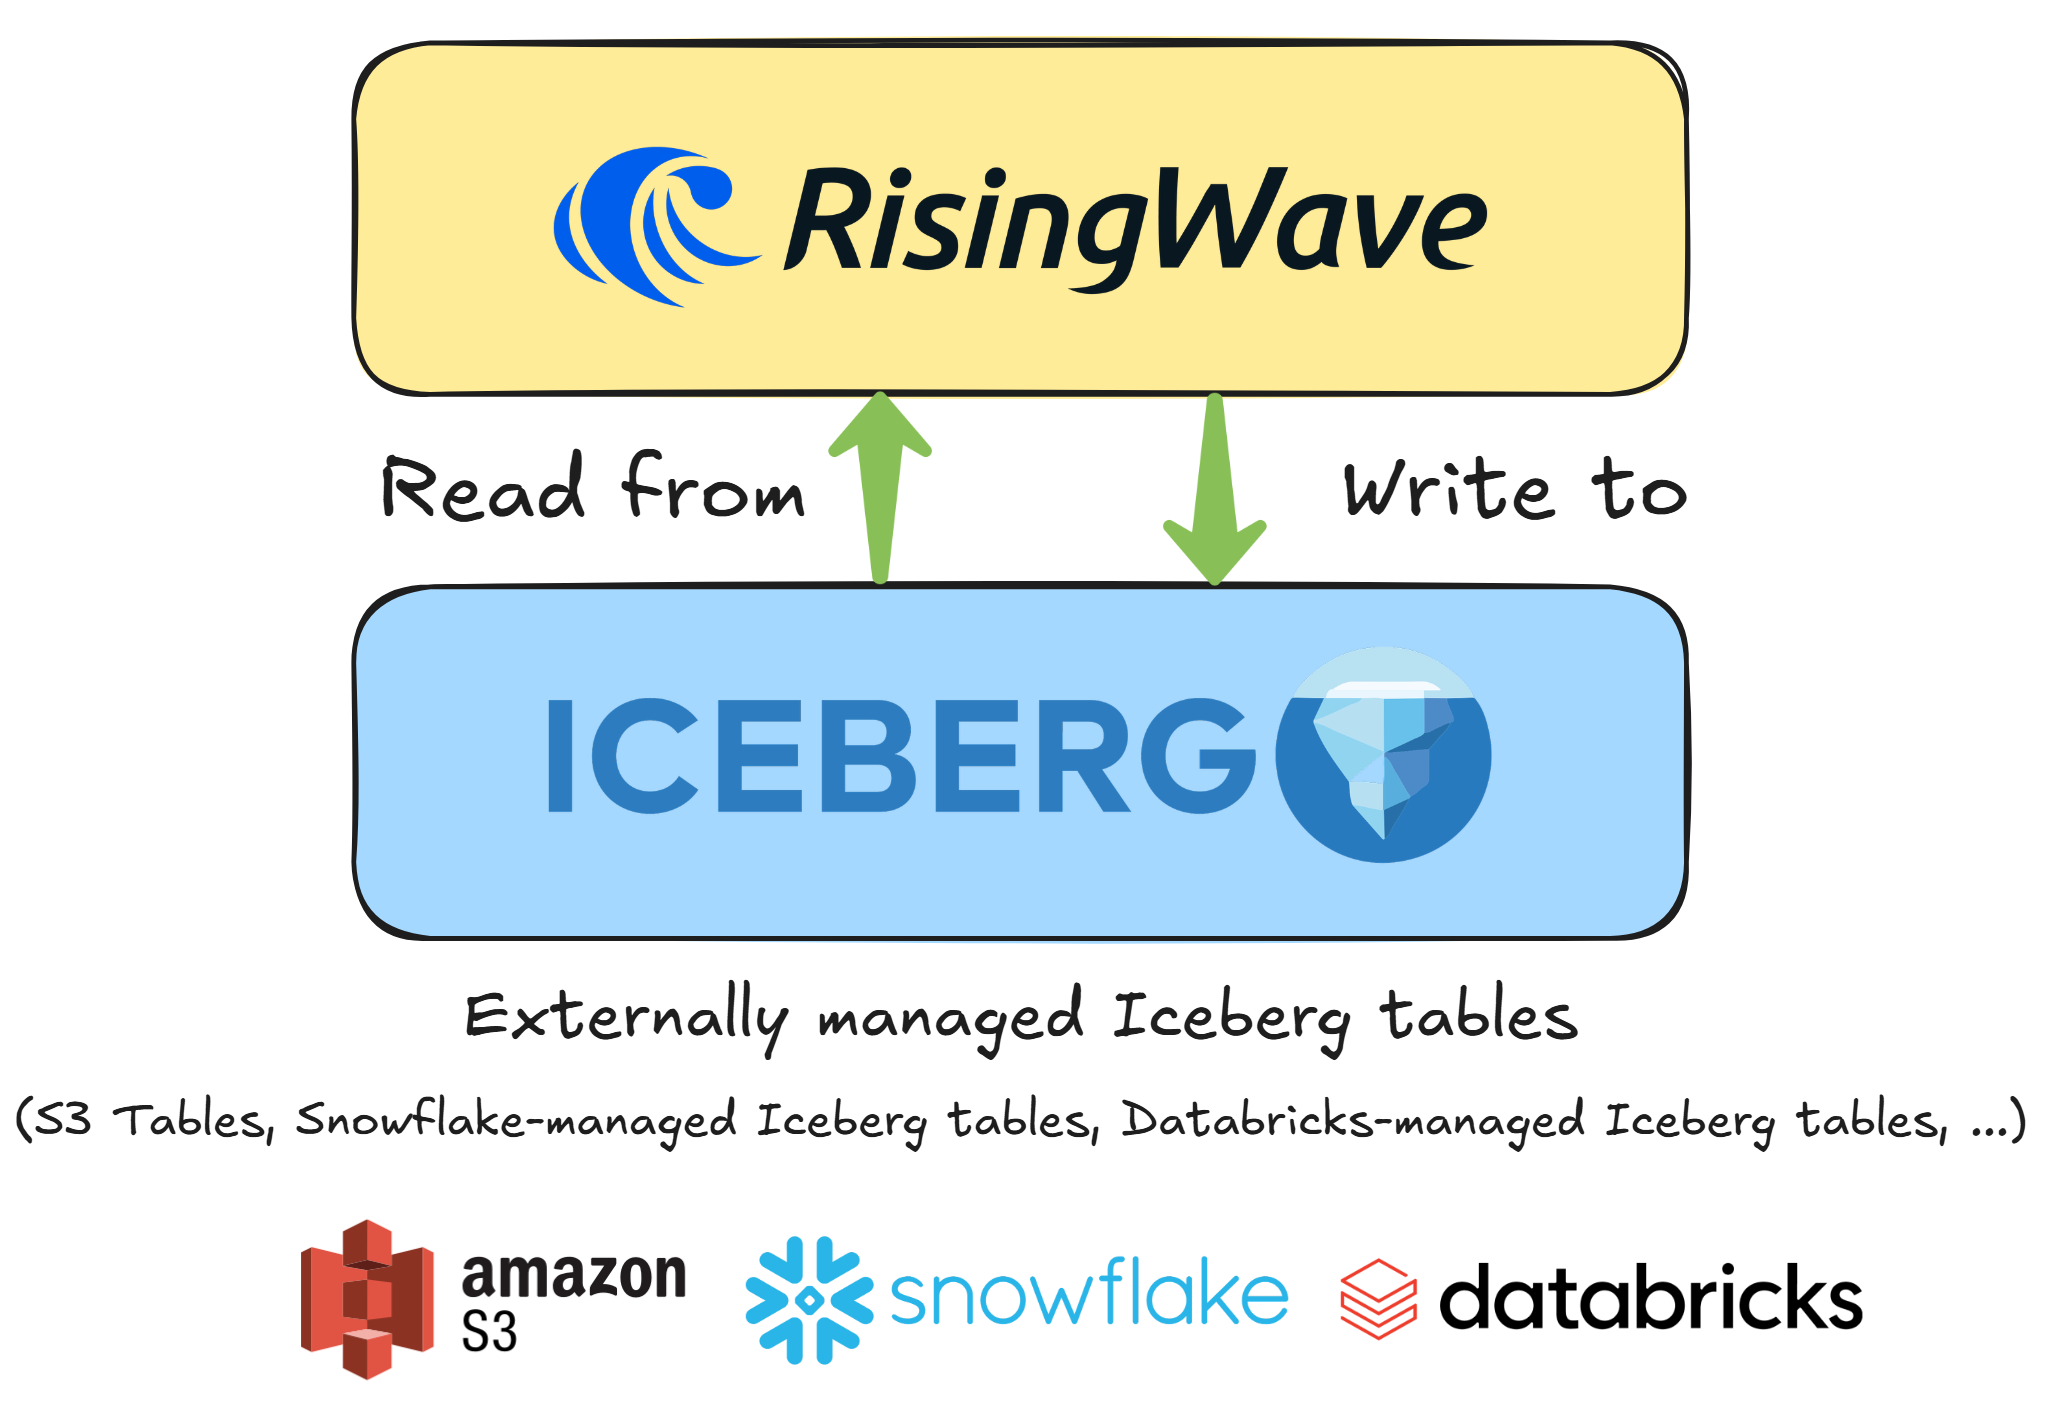 RisingWave
Read from
Write to
ICEBERG
Externally managed Iceberg tables
(S3 Tables, Snowflake-managed Iceberg tables, Databricks-managed Iceberg tables, ...)
amazon
S3
snowflake
databricks